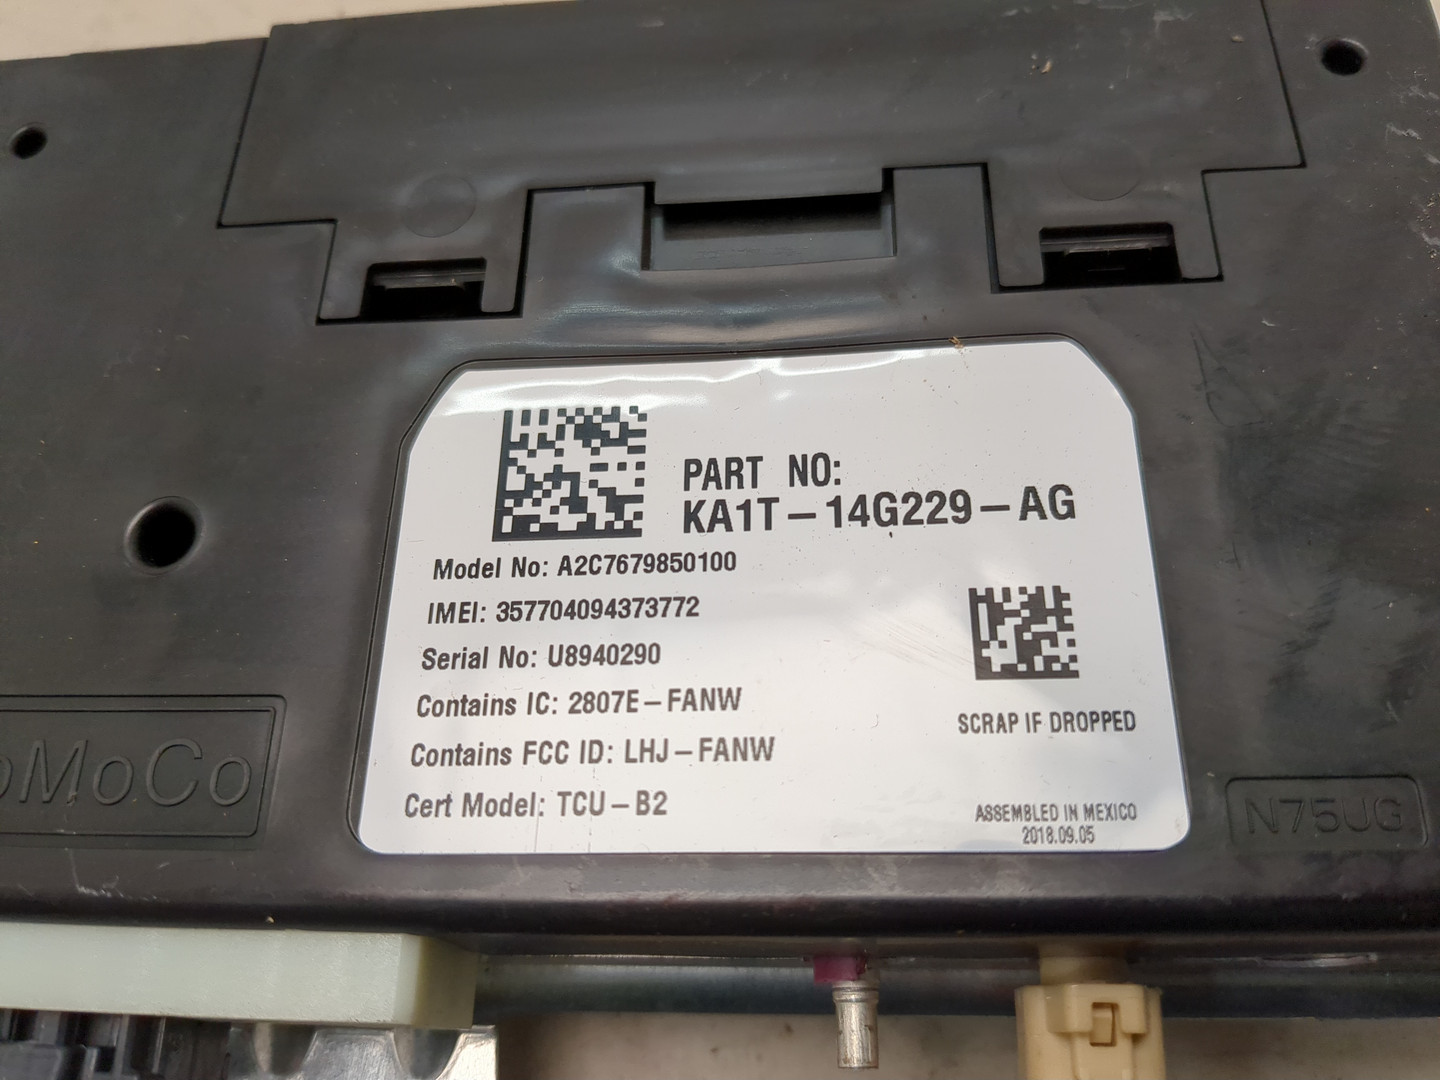 PART NO:
KA1T-14G229-AG
Model No: A2C7679850100
IMEI: 357704094373772
Serial No: U8940290
Contains IC: 2807E-FANW
Contains FCC ID: LHJ-FANW
Cert Model: TCU-B2
SCRAP IF DROPPED
ASSEMBLED IN MEXICO
2018.09.05
oMoCo
N75UG